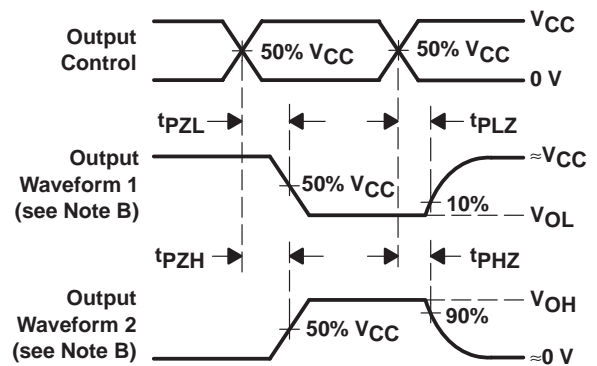 Output
Control
50% VCC
50% VCC
VCC
0 V
tPZL
tPLZ
Output
Waveform 1
(see Note B)
50% VCC
10%
≈VCC
VOL
tPZH
tPHZ
Output
Waveform 2
(see Note B)
50% VCC
90%
VOH
≈0 V